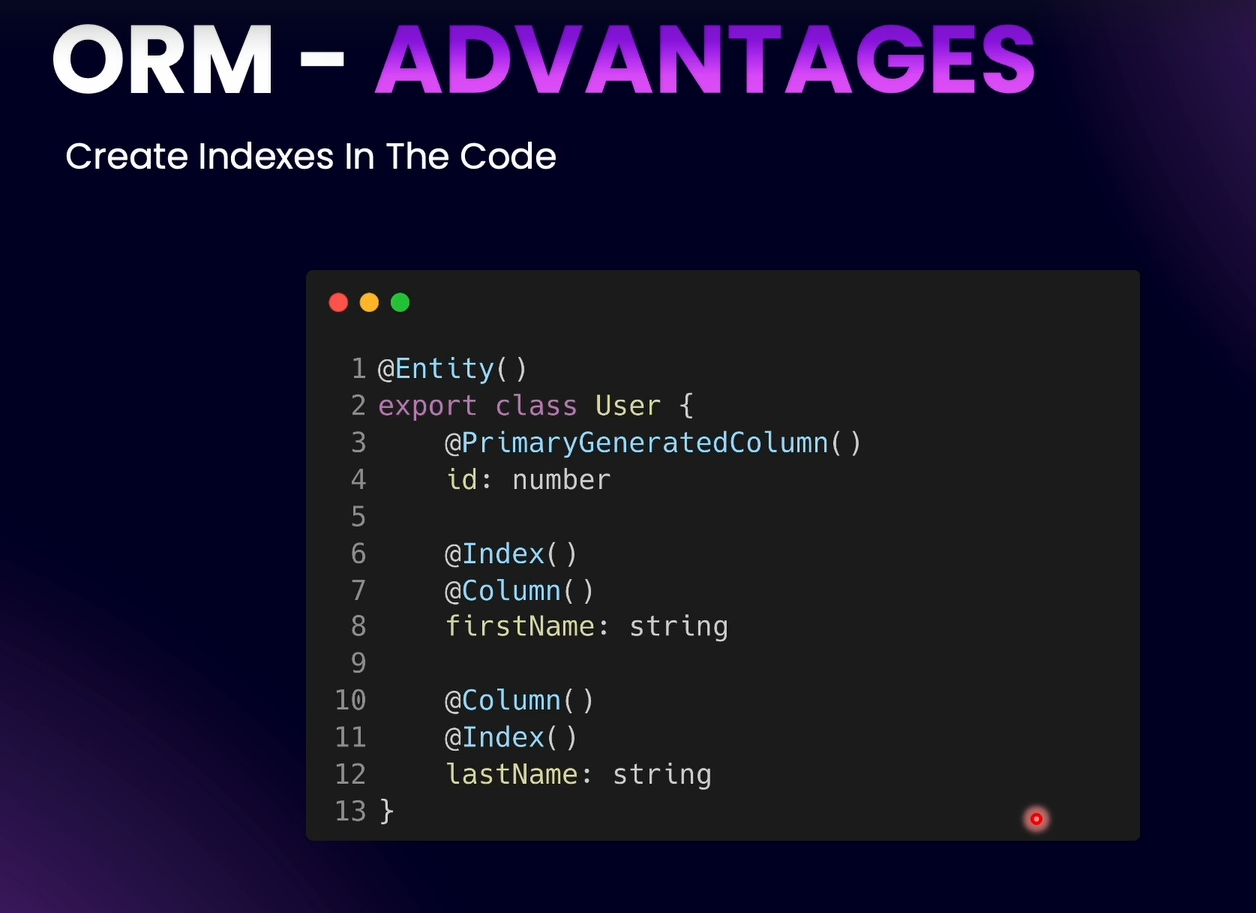 ORM - ADVANTAGES
Create Indexes In The Code
1 @Entity()
2 export class User {
3     @PrimaryGeneratedColumn()
4     id: number
5
6     @Index()
7     @Column()
8     firstName: string
9
10     @Column()
11     @Index()
12     lastName: string
13 }